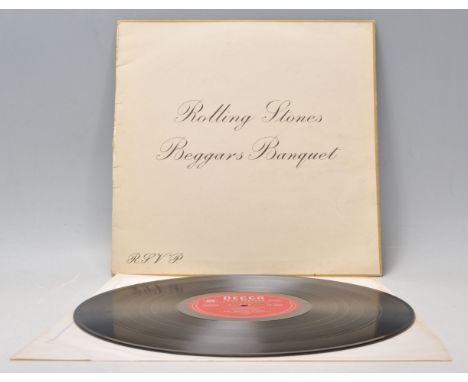 Rolling Stones
Beggars Banquet
R.S.V.P.
DECCA